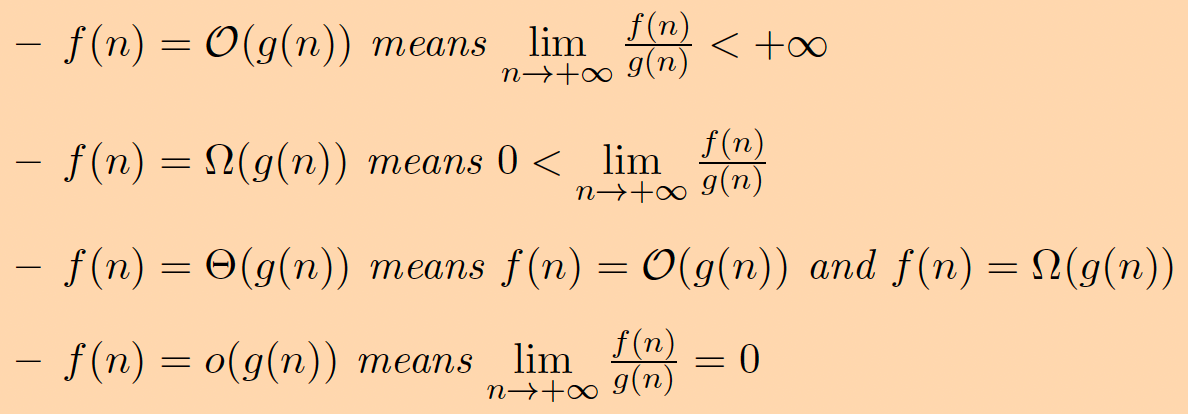 − f(n) = 𝒪(g(n)) means lim_{n→+∞} f(n)/g(n) < +∞
− f(n) = Ω(g(n)) means 0 < lim_{n→+∞} f(n)/g(n)
− f(n) = Θ(g(n)) means f(n) = 𝒪(g(n)) and f(n) = Ω(g(n))
− f(n) = o(g(n)) means lim_{n→+∞} f(n)/g(n) = 0